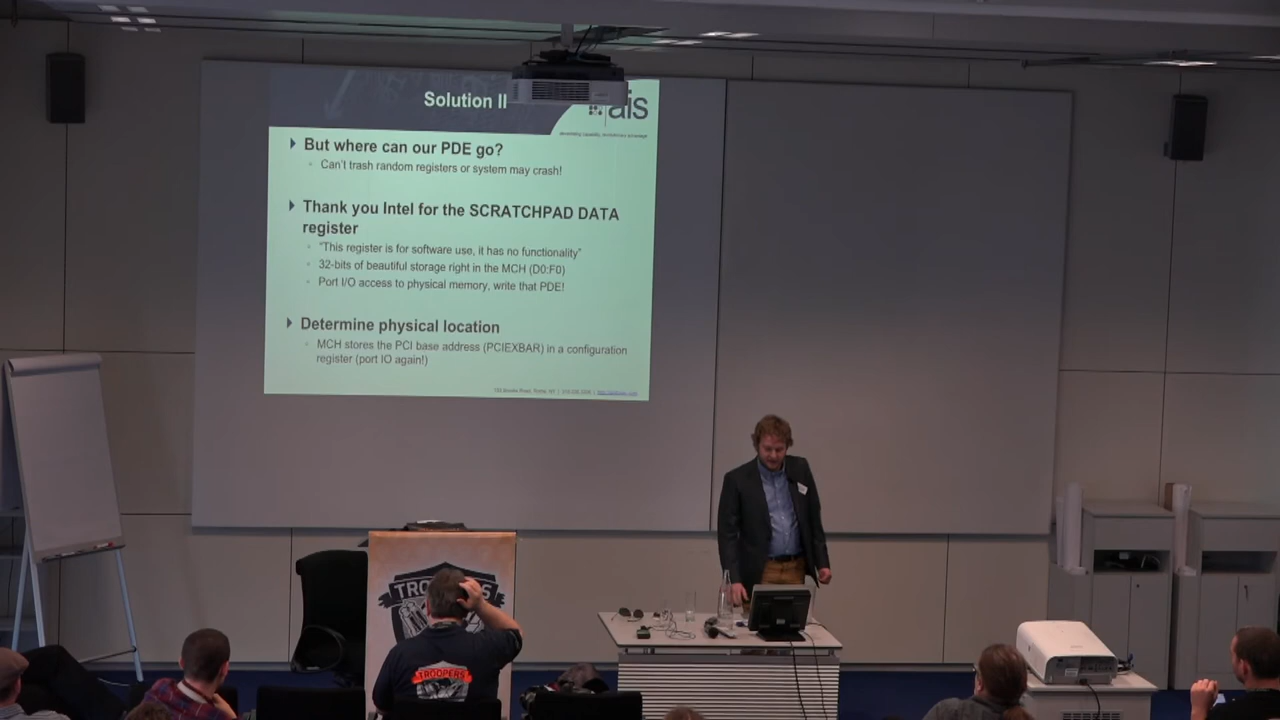 Solution II
ais
But where can our PDE go?
Can't trash random registers or system may crash!
Thank you Intel for the SCRATCHPAD DATA
register
"This register is for software use, it has no functionality"
32-bits of beautiful storage right in the MCH (D0:F0)
Port I/O access to physical memory, write that PDE!
Determine physical location
MCH stores the PCI base address (PCIEXBAR) in a configuration
register (port IO again!)
TROOPERS
TROOPERS